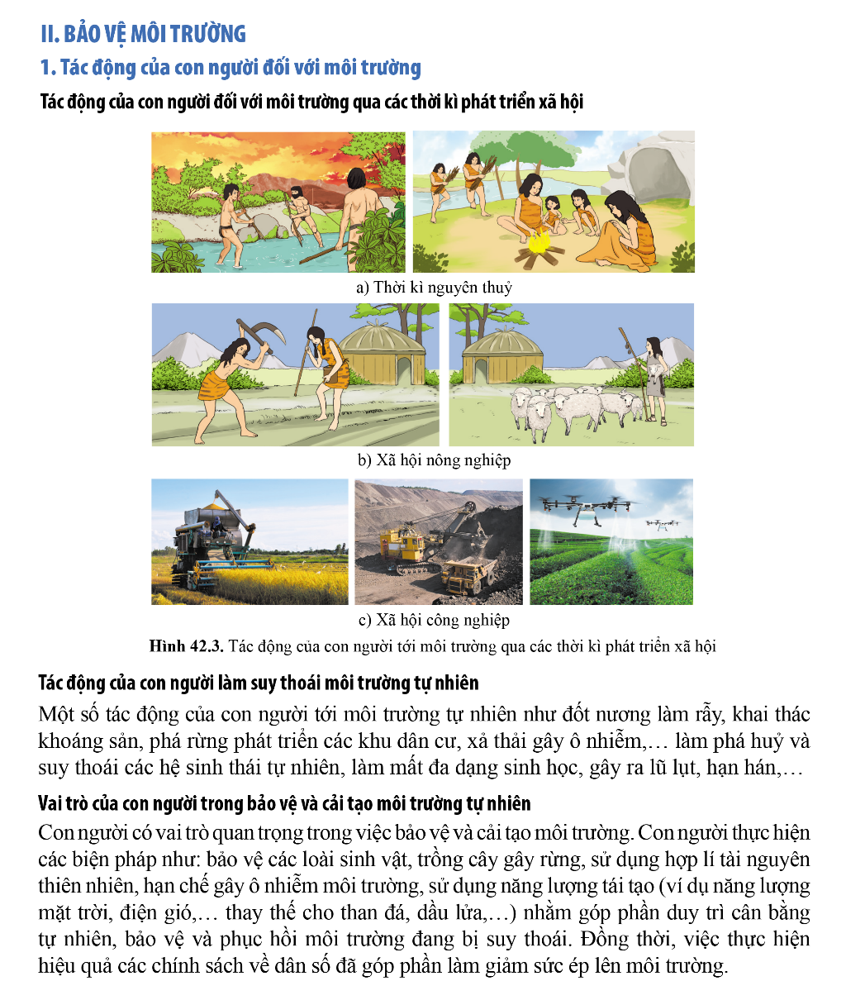 II. BẢO VỆ MÔI TRƯỜNG
1. Tác động của con người đối với môi trường
Tác động của con người đối với môi trường qua các thời kì phát triển xã hội
a) Thời kì nguyên thuỷ
b) Xã hội nông nghiệp
c) Xã hội công nghiệp
Hình 42.3. Tác động của con người tới môi trường qua các thời kì phát triển xã hội
Tác động của con người làm suy thoái môi trường tự nhiên
Một số tác động của con người tới môi trường tự nhiên như đốt nương làm rẫy, khai thác
khoáng sản, phá rừng phát triển các khu dân cư, xả thải gây ô nhiễm,… làm phá huỷ và
suy thoái các hệ sinh thái tự nhiên, làm mất đa dạng sinh học, gây ra lũ lụt, hạn hán,…
Vai trò của con người trong bảo vệ và cải tạo môi trường tự nhiên
Con người có vai trò quan trọng trong việc bảo vệ và cải tạo môi trường. Con người thực hiện
các biện pháp như: bảo vệ các loài sinh vật, trồng cây gây rừng, sử dụng hợp lí tài nguyên
thiên nhiên, hạn chế gây ô nhiễm môi trường, sử dụng năng lượng tái tạo (ví dụ năng lượng
mặt trời, điện gió,… thay thế cho than đá, dầu lửa,…) nhằm góp phần duy trì cân bằng
tự nhiên, bảo vệ và phục hồi môi trường đang bị suy thoái. Đồng thời, việc thực hiện
hiệu quả các chính sách về dân số đã góp phần làm giảm sức ép lên môi trường.